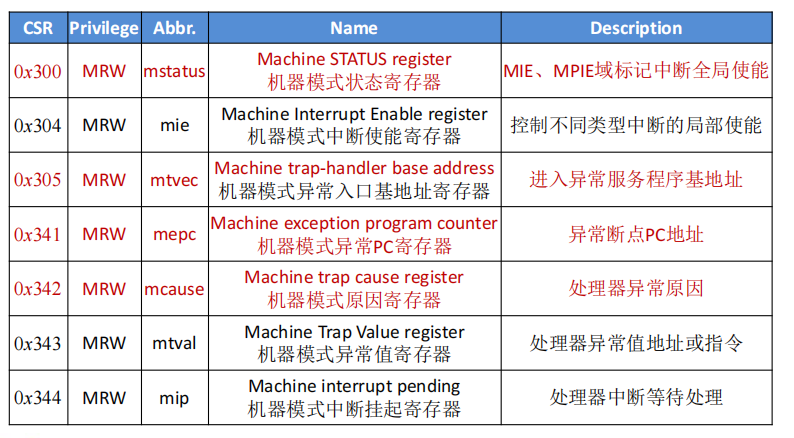 CSR Privilege Abbr. Name Description
0x300 MRW mstatus Machine STATUS register
机器模式状态寄存器 MIE、MPIE域标记中断全局使能
0x304 MRW mie Machine Interrupt Enable register
机器模式中断使能寄存器 控制不同类型中断的局部使能
0x305 MRW mtvec Machine trap-handler base address
机器模式异常入口基地址寄存器 进入异常服务程序基地址
0x341 MRW mepc Machine exception program counter
机器模式异常PC寄存器 异常断点PC地址
0x342 MRW mcause Machine trap cause register
机器模式原因寄存器 处理器异常原因
0x343 MRW mtval Machine Trap Value register
机器模式异常值寄存器 处理器异常值地址或指令
0x344 MRW mip Machine interrupt pending
机器模式中断挂起寄存器 处理器中断等待处理